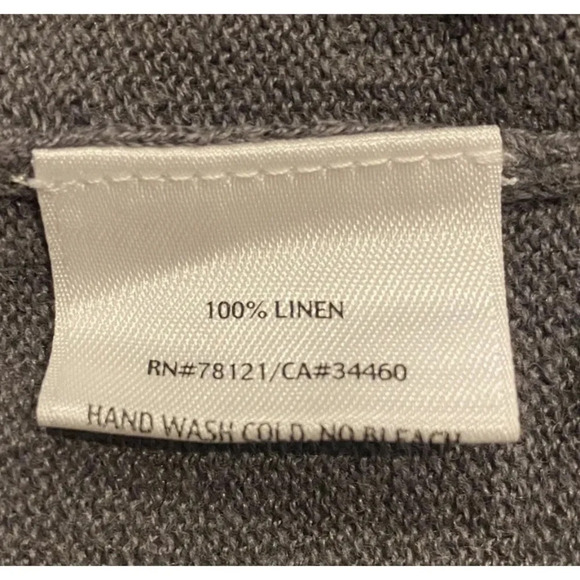 100% LINEN
RN#78121/CA#34460
HAND WASH COLD. NO BLEACH